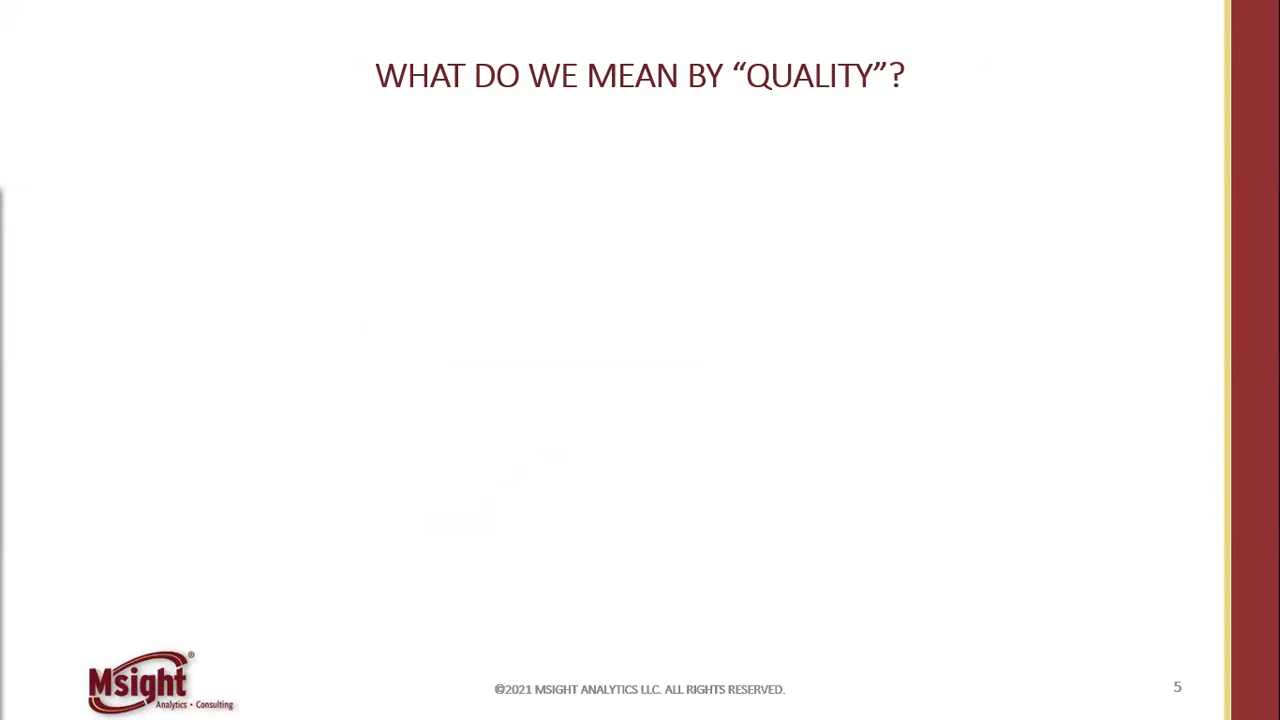 WHAT DO WE MEAN BY “QUALITY”?
Msight®
Analytics • Consulting
©2021 MSIGHT ANALYTICS LLC. ALL RIGHTS RESERVED.
5